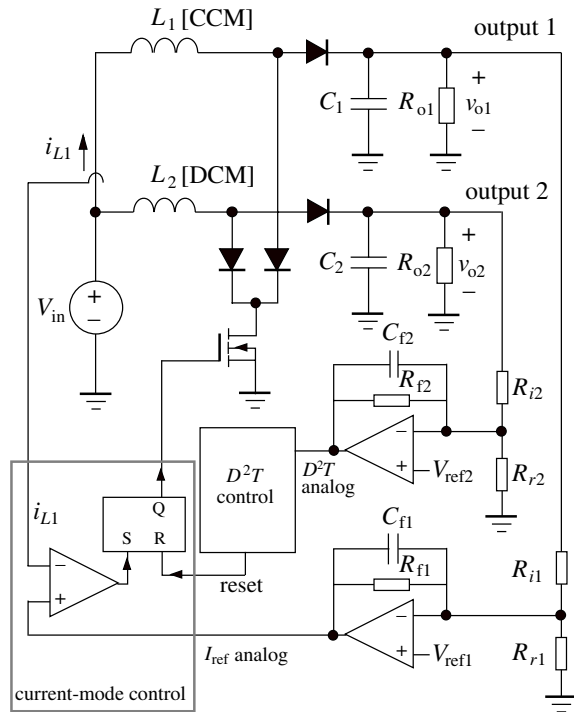 L1 [CCM]
output 1
C1
Ro1
+
vo1
−
iL1
L2 [DCM]
output 2
C2
Ro2
+
vo2
−
Vin
+
−
Cf2
Rf2
Ri2
−
+
Vref2
Rr2
D²T
control
D²T
analog
Q
S R
iL1
−
+
reset
Cf1
Rf1
Ri1
−
+
Vref1
Rr1
Iref analog
current-mode control